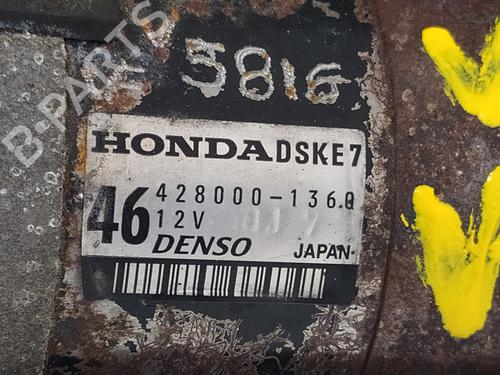 B-PARTS
5816
HONDA DSKE7
46 428000-1360
12V
DENSO JAPAN